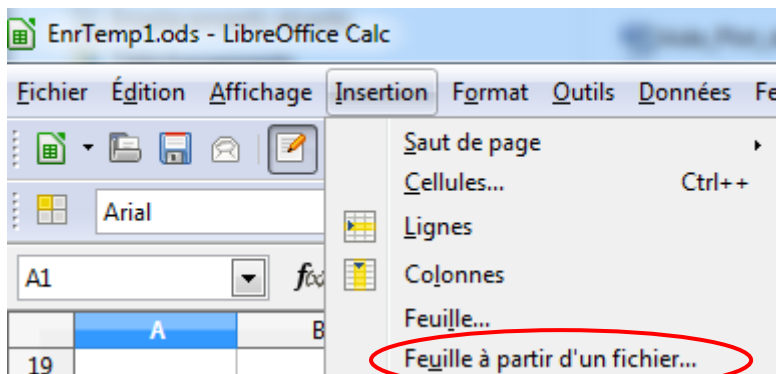 EnrTemp1.ods - LibreOffice Calc
Fichier Édition Affichage Insertion Format Outils Données Fe
Saut de page
Cellules... Ctrl++
Arial
Lignes
A1 f(x)
Colonnes
Feuille...
A B
19
Feuille à partir d'un fichier...